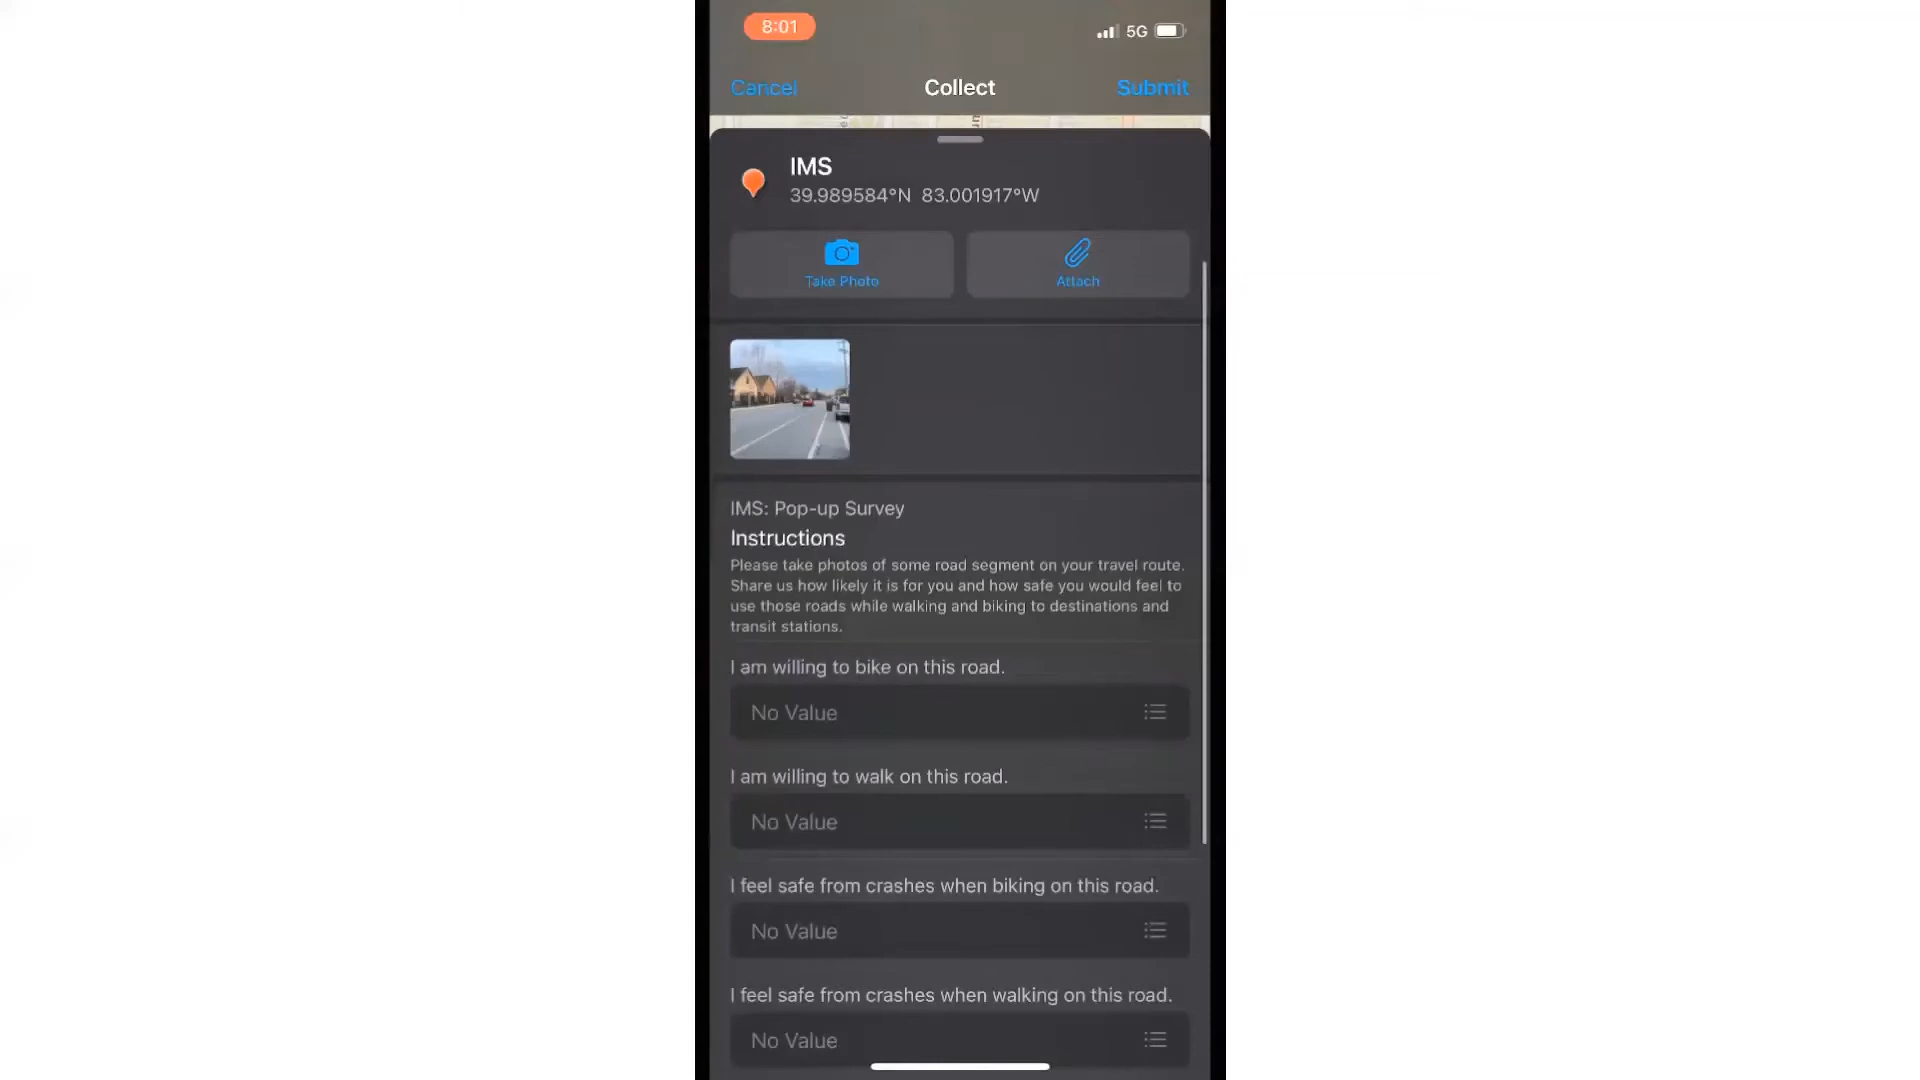 8:01
5G
Cancel
Collect
Submit
IMS
39.989584°N 83.001917°W
Take Photo
Attach
IMS: Pop-up Survey
Instructions
Please take photos of some road segment on your travel route.
Share us how likely it is for you and how safe you would feel to
use those roads while walking and biking to destinations and
transit stations.
I am willing to bike on this road.
No Value
I am willing to walk on this road.
No Value
I feel safe from crashes when biking on this road.
No Value
I feel safe from crashes when walking on this road.
No Value